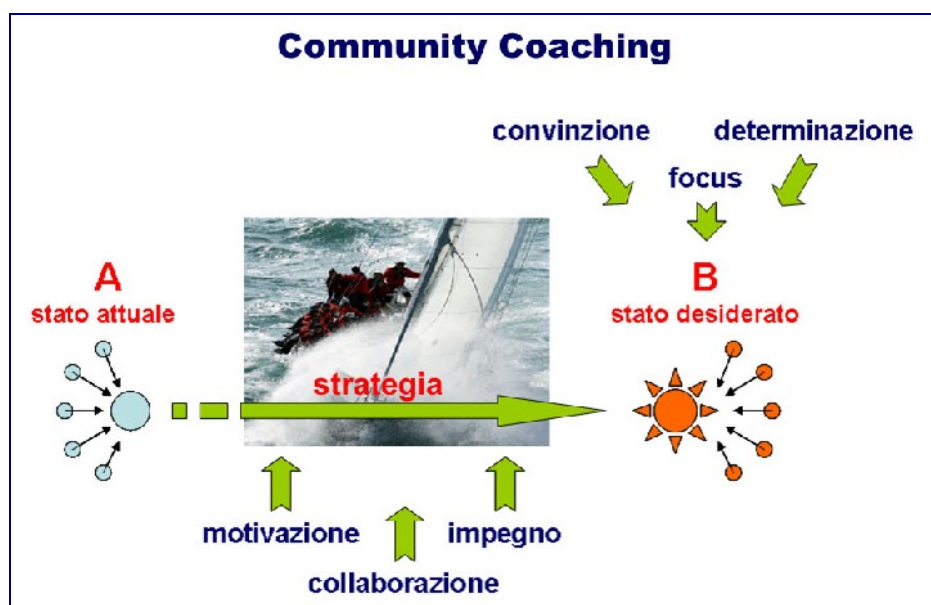 Community Coaching
convinzione determinazione
focus
A B
stato attuale stato desiderato
strategia
motivazione impegno
collaborazione